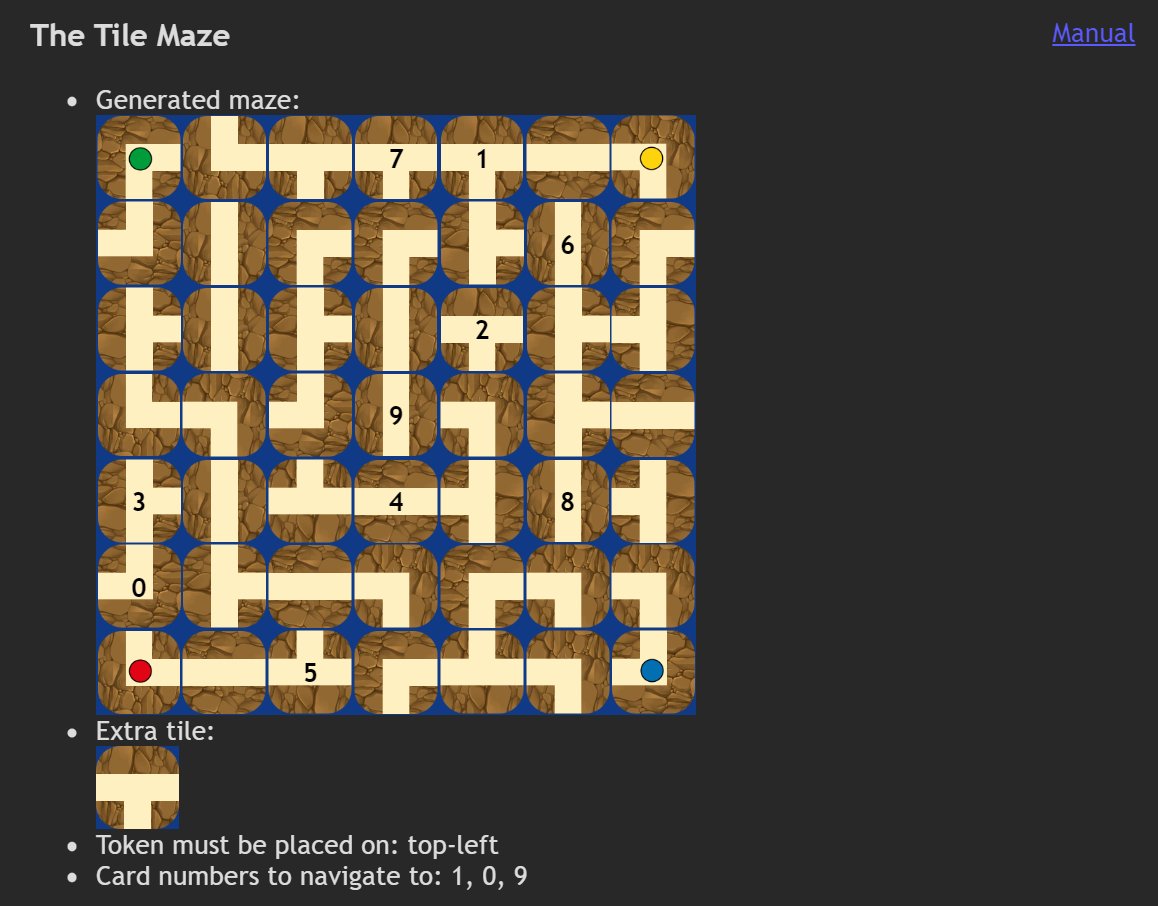 The Tile Maze
Manual
Generated maze:
7 1
6
2
9
3 4 8
0
5
Extra tile:
Token must be placed on: top-left
Card numbers to navigate to: 1, 0, 9